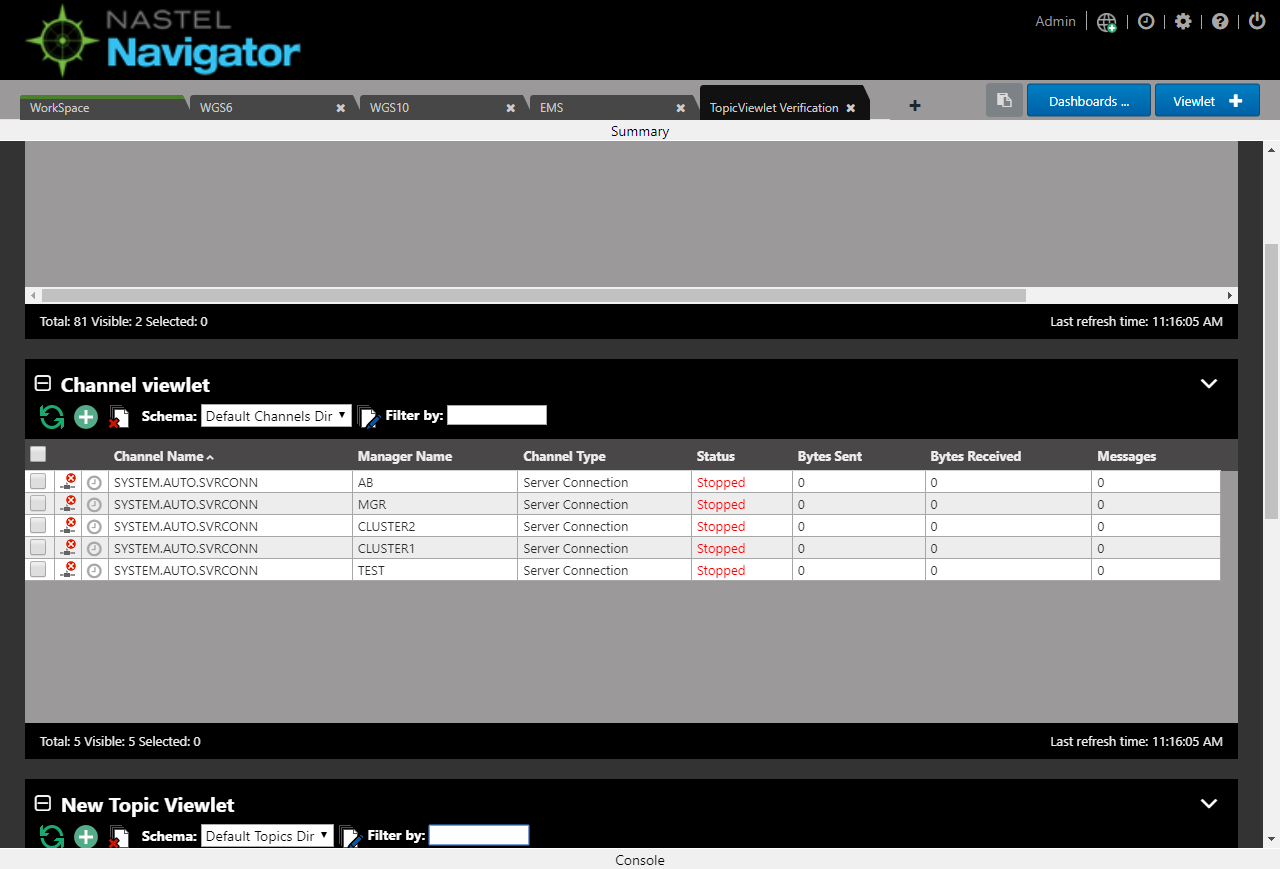 NASTEL
Navigator
Admin
WorkSpace WGS6 WGS10 EMS TopicViewlet Verification Dashboards ... Viewlet
Summary
Total: 81 Visible: 2 Selected: 0 Last refresh time: 11:16:05 AM
Channel viewlet
Schema: Default Channels Dir Filter by:
Channel Name Manager Name Channel Type Status Bytes Sent Bytes Received Messages
SYSTEM.AUTO.SVRCONN AB Server Connection Stopped 0 0 0
SYSTEM.AUTO.SVRCONN MGR Server Connection Stopped 0 0 0
SYSTEM.AUTO.SVRCONN CLUSTER2 Server Connection Stopped 0 0 0
SYSTEM.AUTO.SVRCONN CLUSTER1 Server Connection Stopped 0 0 0
SYSTEM.AUTO.SVRCONN TEST Server Connection Stopped 0 0 0
Total: 5 Visible: 5 Selected: 0 Last refresh time: 11:16:05 AM
New Topic Viewlet
Schema: Default Topics Dir Filter by:
Console